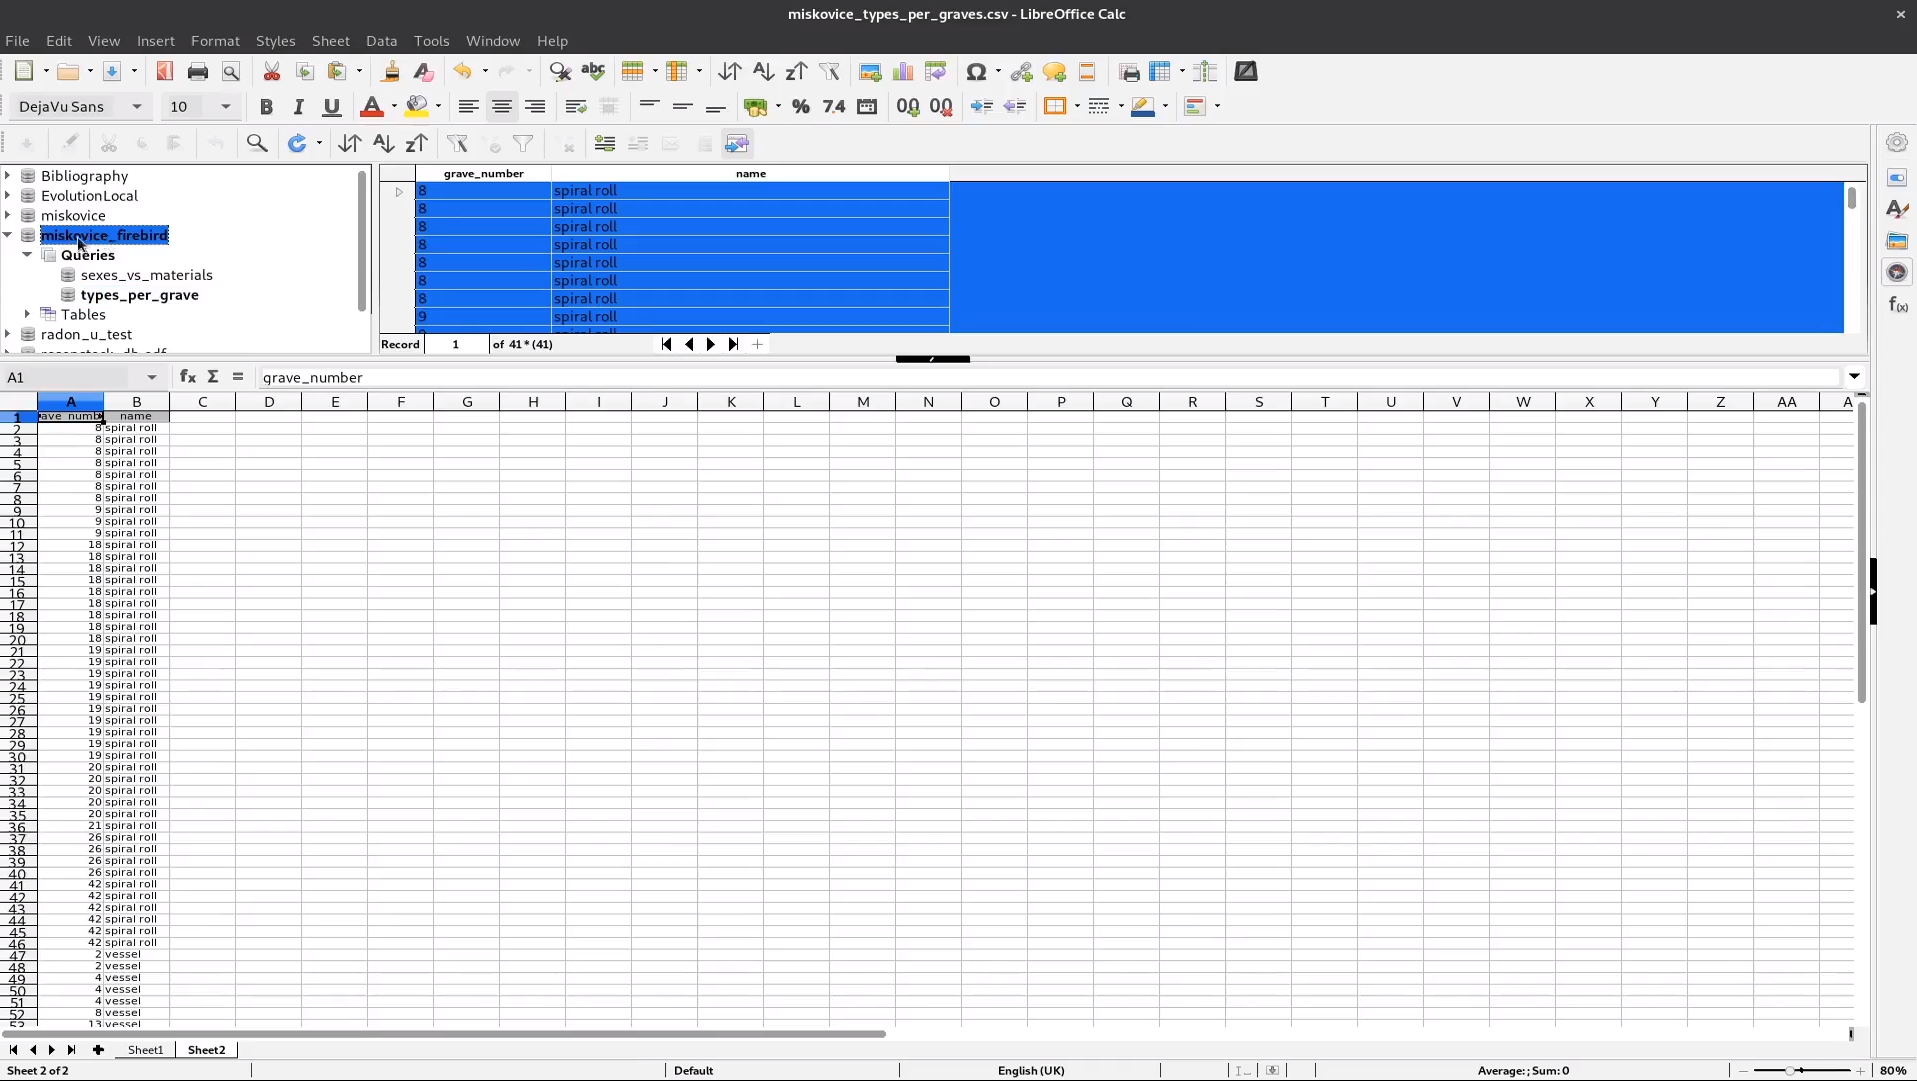 miskovice_types_per_graves.csv - LibreOffice Calc
File Edit View Insert Format Styles Sheet Data Tools Window Help
DejaVu Sans 10
Bibliography
EvolutionLocal
miskovice
miskovice_firebird
Queries
sexes_vs_materials
types_per_grave
Tables
radon_u_test
grave_number name
8 spiral roll
8 spiral roll
8 spiral roll
8 spiral roll
8 spiral roll
8 spiral roll
8 spiral roll
9 spiral roll
Record 1 of 41 * (41)
A1 grave_number
A B C D E F G H I J K L M N O P Q R S T U V W X Y Z AA A
1 ave_numb name
2 8 spiral roll
3 8 spiral roll
4 8 spiral roll
5 8 spiral roll
6 8 spiral roll
7 8 spiral roll
8 8 spiral roll
9 9 spiral roll
10 9 spiral roll
11 9 spiral roll
12 18 spiral roll
13 18 spiral roll
14 18 spiral roll
15 18 spiral roll
16 18 spiral roll
17 18 spiral roll
18 18 spiral roll
19 18 spiral roll
20 18 spiral roll
21 19 spiral roll
22 19 spiral roll
23 19 spiral roll
24 19 spiral roll
25 19 spiral roll
26 19 spiral roll
27 19 spiral roll
28 19 spiral roll
29 19 spiral roll
30 19 spiral roll
31 20 spiral roll
32 20 spiral roll
33 20 spiral roll
34 20 spiral roll
35 20 spiral roll
36 21 spiral roll
37 26 spiral roll
38 26 spiral roll
39 26 spiral roll
40 26 spiral roll
41 42 spiral roll
42 42 spiral roll
43 42 spiral roll
44 42 spiral roll
45 42 spiral roll
46 42 spiral roll
47 2 vessel
48 2 vessel
49 4 vessel
50 4 vessel
51 4 vessel
52 8 vessel
53 13 vessel
Sheet1 Sheet2
Sheet 2 of 2 Default English (UK) Average: ; Sum: 0 80%